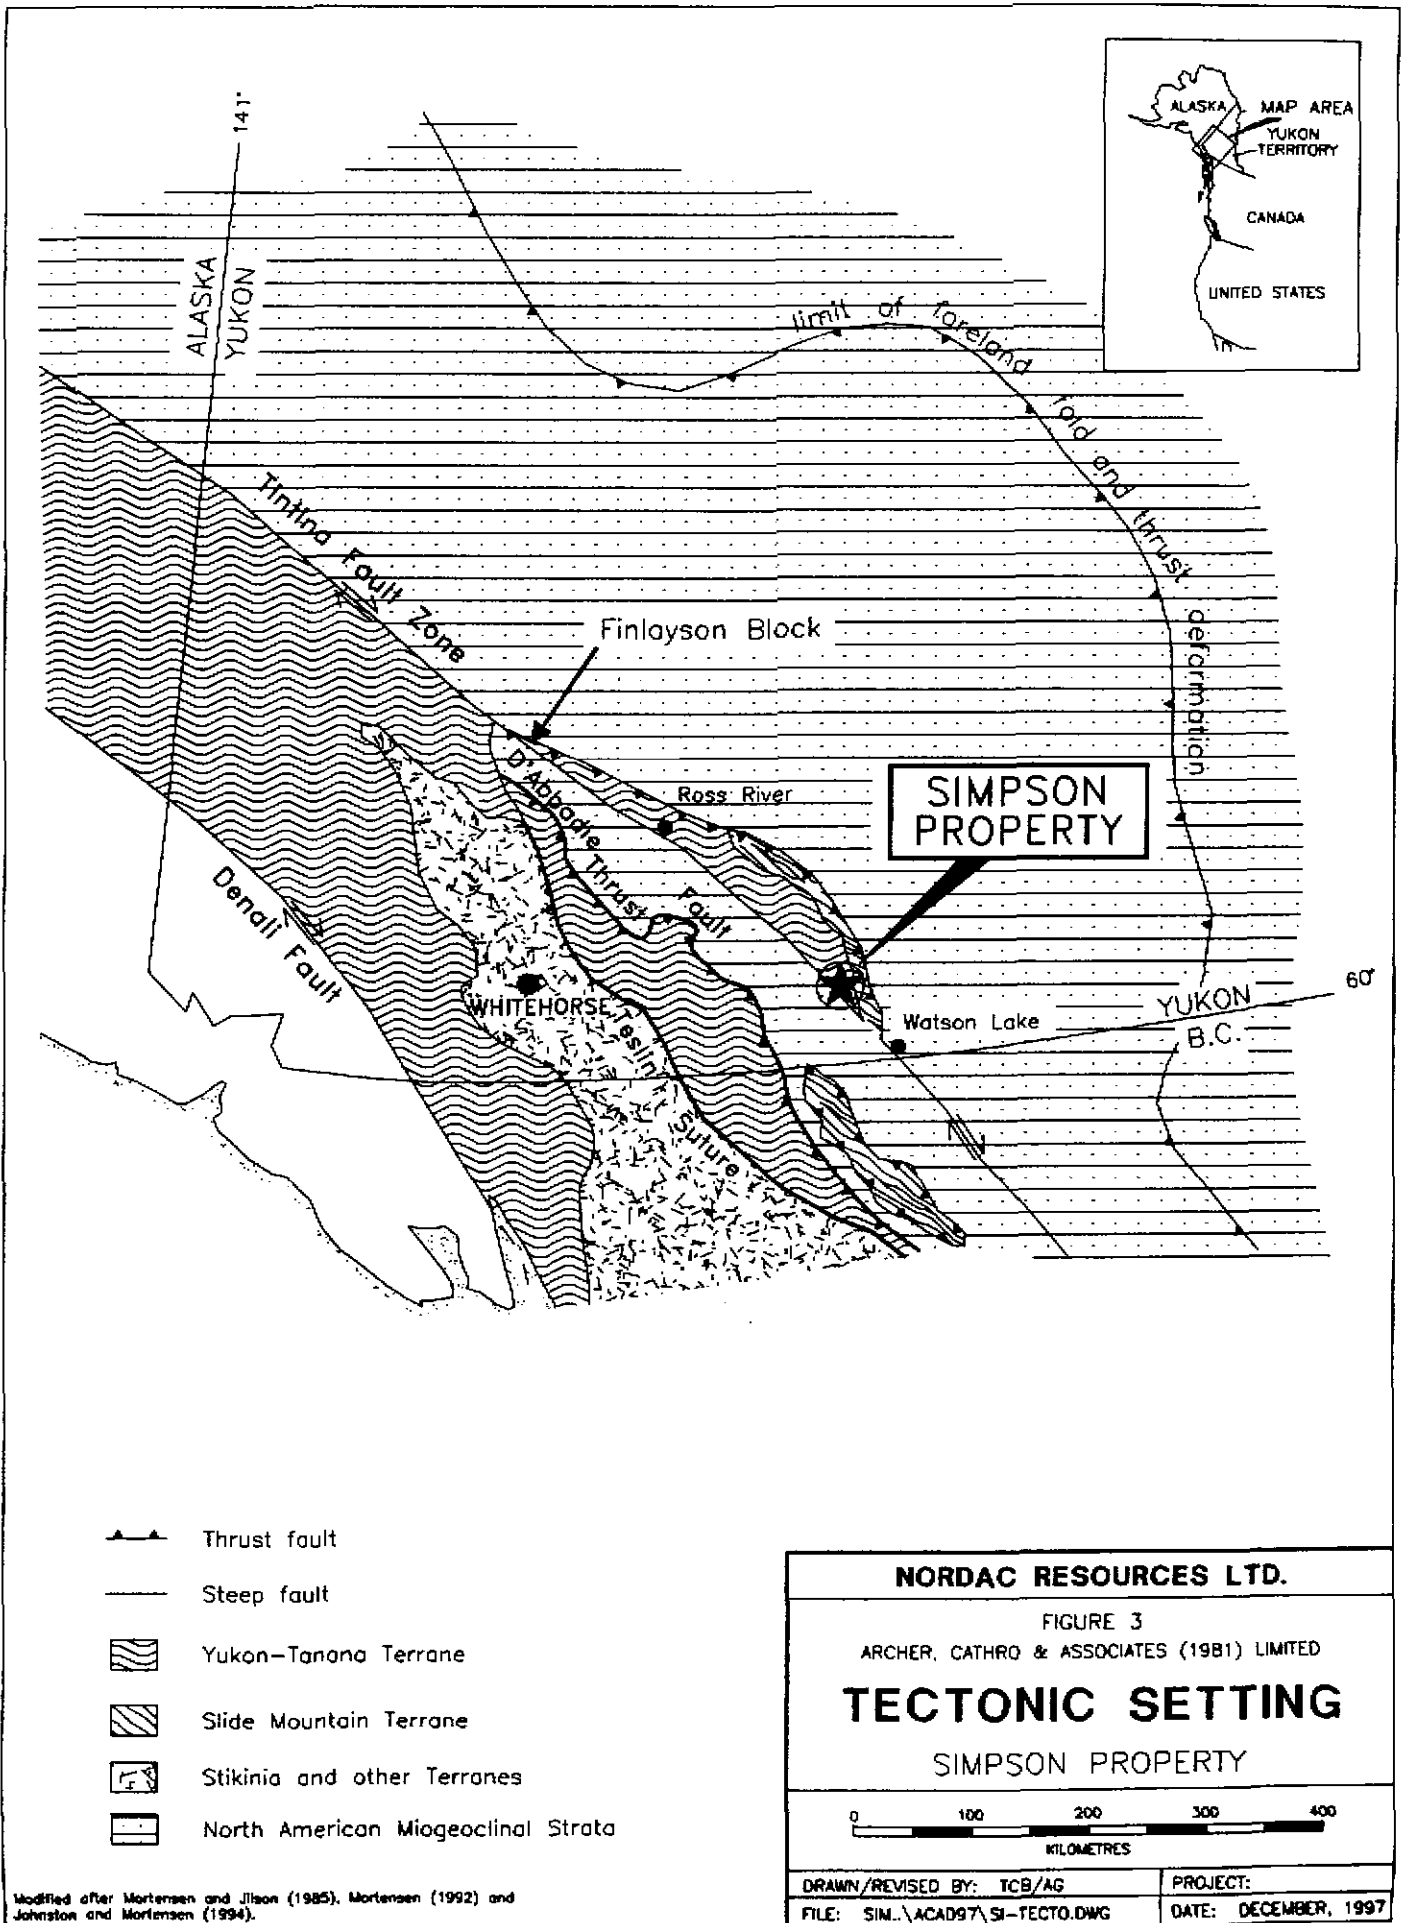 141°
ALASKA
MAP AREA
YUKON
TERRITORY
CANADA
UNITED STATES
ALASKA
YUKON
limit of foreland fold and thrust deformation
Tintina Fault Zone
Finlayson Block
D'Abbadie Thrust Fault
Ross River
SIMPSON
PROPERTY
Denali Fault
WHITEHORSE
Teslin Suture
Watson Lake
60°
YUKON
B.C.
Thrust fault
Steep fault
Yukon-Tanana Terrane
Slide Mountain Terrane
Stikinia and other Terranes
North American Miogeoclinal Strata
Modified after Mortensen and Jilson (1985), Mortensen (1992) and
Johnston and Mortensen (1994).
NORDAC RESOURCES LTD.
FIGURE 3
ARCHER, CATHRO & ASSOCIATES (1981) LIMITED
TECTONIC SETTING
SIMPSON PROPERTY
0 100 200 300 400
KILOMETRES
DRAWN/REVISED BY: TCB/AG
PROJECT:
FILE: SIM..\ACAD97\SI-TECTO.DWG
DATE: DECEMBER, 1997